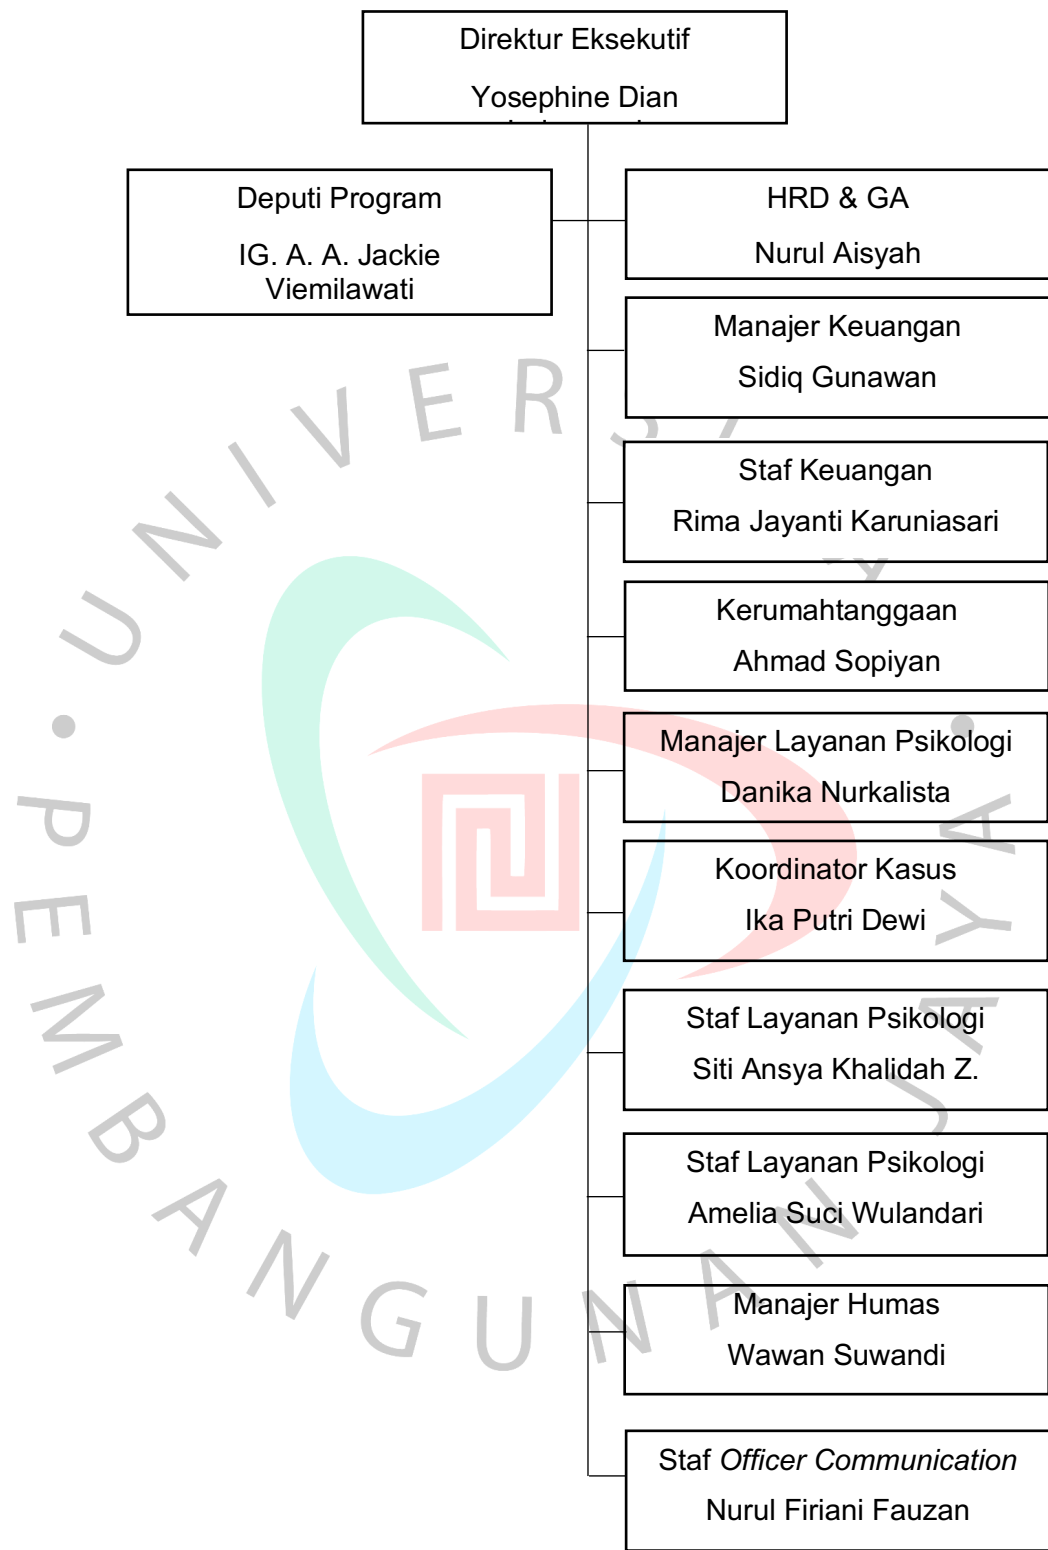 Direktur Eksekutif
Yosephine Dian
Deputi Program
IG. A. A. Jackie
Viemilawati
HRD & GA
Nurul Aisyah
Manajer Keuangan
Sidiq Gunawan
Staf Keuangan
Rima Jayanti Karuniasari
Kerumahtanggaan
Ahmad Sopiyan
Manajer Layanan Psikologi
Danika Nurkalista
Koordinator Kasus
Ika Putri Dewi
Staf Layanan Psikologi
Siti Ansya Khalidah Z.
Staf Layanan Psikologi
Amelia Suci Wulandari
Manajer Humas
Wawan Suwandi
Staf Officer Communication
Nurul Firiani Fauzan
PEMBANGUNAN JAYA